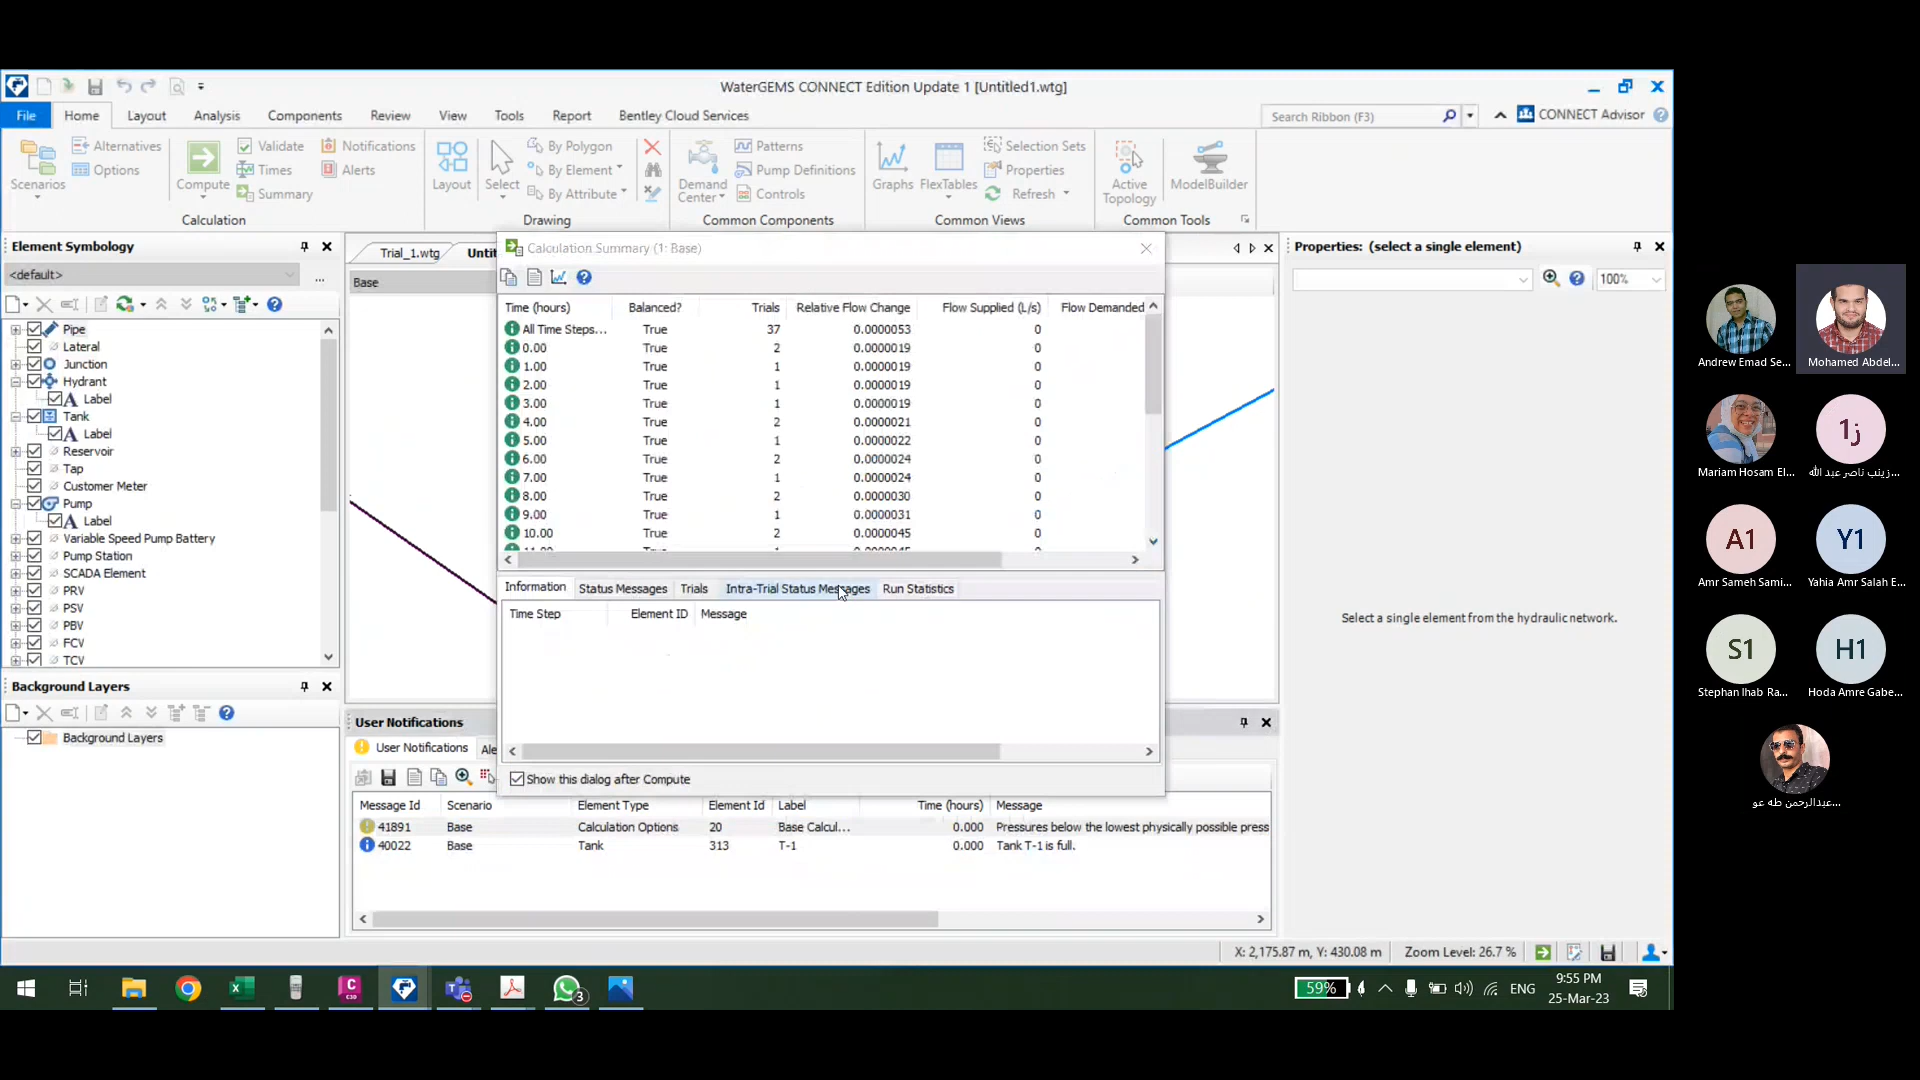 WaterGEMS CONNECT Edition Update 1 [Untitled1.wtg]
File Home Layout Analysis Components Review View Tools Report Bentley Cloud Services
Search Ribbon (F3)
CONNECT Advisor
Scenarios
Alternatives
Options
Compute
Validate
Times
Summary
Notifications
Alerts
Calculation
Layout
Select
By Polygon
By Element
By Attribute
Drawing
Demand Center
Patterns
Pump Definitions
Controls
Common Components
Graphs
FlexTables
Selection Sets
Properties
Refresh
Common Views
Active Topology
ModelBuilder
Common Tools
Element Symbology
<default>
...
Pipe
Lateral
Junction
Hydrant
Label
Tank
Label
Reservoir
Tap
Customer Meter
Pump
Label
Variable Speed Pump Battery
Pump Station
SCADA Element
PRV
PSV
PBV
FCV
TCV
Background Layers
Background Layers
Trial_1.wtg
Base
Calculation Summary (1: Base)
Time (hours) Balanced? Trials Relative Flow Change Flow Supplied (L/s) Flow Demanded
All Time Steps... True 37 0.0000053 0
0.00 True 2 0.0000019 0
1.00 True 1 0.0000019 0
2.00 True 1 0.0000019 0
3.00 True 1 0.0000019 0
4.00 True 2 0.0000021 0
5.00 True 1 0.0000022 0
6.00 True 2 0.0000024 0
7.00 True 1 0.0000024 0
8.00 True 2 0.0000030 0
9.00 True 1 0.0000031 0
10.00 True 2 0.0000045 0
Information Status Messages Trials Intra-Trial Status Messages Run Statistics
Time Step Element ID Message
Show this dialog after Compute
User Notifications
User Notifications
Message Id Scenario Element Type Element Id Label Time (hours) Message
41891 Base Calculation Options 20 Base Calcul... 0.000 Pressures below the lowest physically possible press
40022 Base Tank 313 T-1 0.000 Tank T-1 is full.
Properties: (select a single element)
100%
Select a single element from the hydraulic network.
X: 2,175.87 m, Y: 430.08 m
Zoom Level: 26.7 %
59%
ENG
9:55 PM
25-Mar-23
3
Andrew Emad Se...
Mohamed Abdel...
Mariam Hosam El...
ز1
زينب ناصر عبد الله...
A1
Amr Sameh Sami...
Y1
Yahia Amr Salah E...
S1
Stephan Ihab Ra...
H1
Hoda Amre Gabe...
عبدالرحمن طه عو...